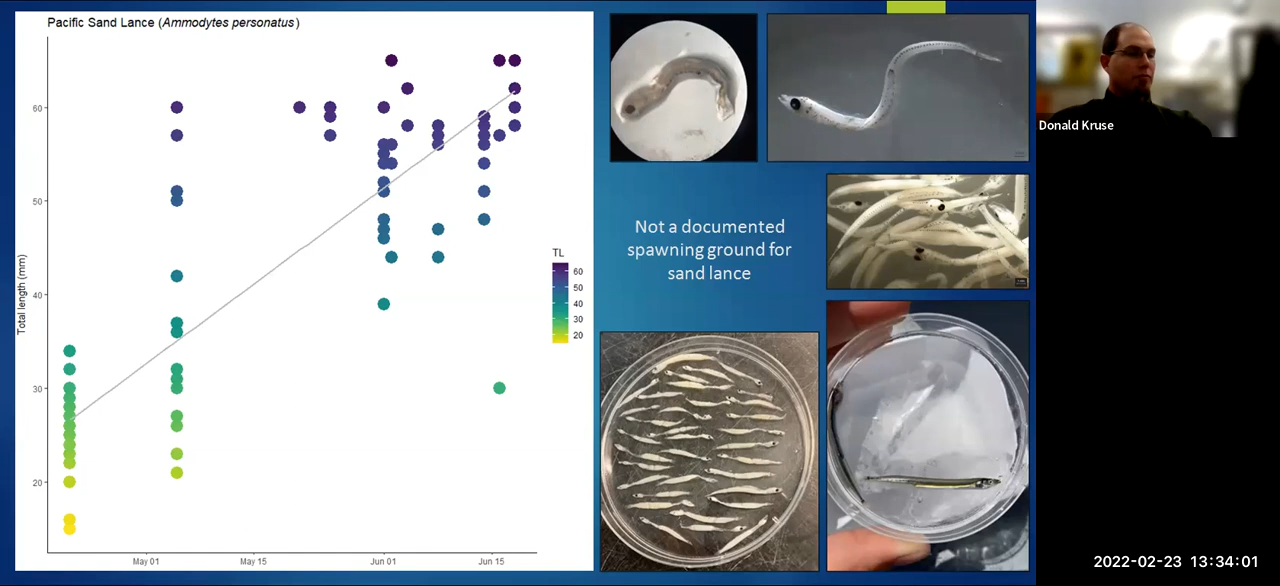 Pacific Sand Lance (Ammodytes personatus)
Total length (mm)
60
50
40
30
20
May 01
May 15
Jun 01
Jun 15
TL
60
50
40
30
20
Not a documented
spawning ground for
sand lance
Donald Kruse
2022-02-23 13:34:01